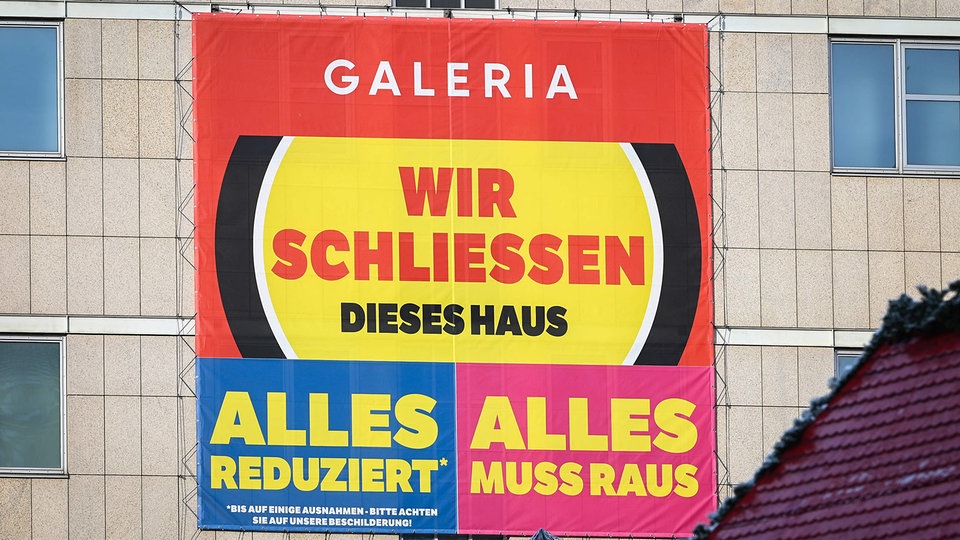 GALERIA
WIR
SCHLIESSEN
DIESES HAUS
ALLES
REDUZIERT*
*BIS AUF EINIGE AUSNAHMEN - BITTE ACHTEN
SIE AUF UNSERE BESCHILDERUNG!
ALLES
MUSS RAUS